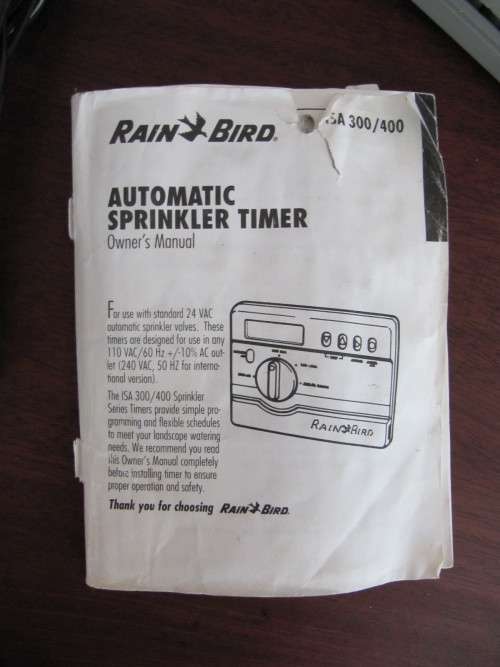 RAIN BIRD®
ISA 300/400
AUTOMATIC
SPRINKLER TIMER
Owner's Manual
For use with standard 24 VAC
automatic sprinkler valves. These
timers are designed for use in any
110 VAC/60 Hz +/-10% AC out-
let (240 VAC, 50 HZ for interna-
tional version).
The ISA 300/400 Sprinkler
Series Timers provide simple pro-
gramming and flexible schedules
to meet your landscape watering
needs. We recommend you read
this Owner's Manual completely
before installing timer to ensure
proper operation and safety.
RAIN BIRD
Thank you for choosing RAIN BIRD.